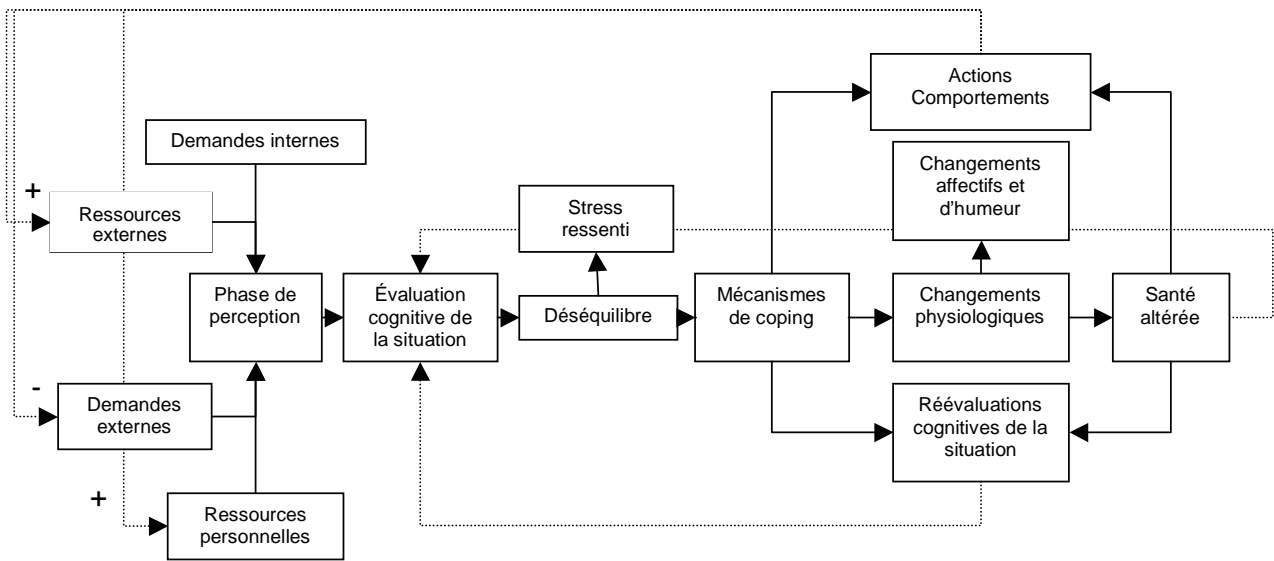 Actions
Comportements
Demandes internes
Changements
affectifs et
d'humeur
+
Ressources
externes
Stress
ressenti
Phase de
perception
Évaluation
cognitive de
la situation
Déséquilibre
Mécanismes
de coping
Changements
physiologiques
Santé
altérée
-
Demandes
externes
Réévaluations
cognitives de la
situation
+
Ressources
personnelles